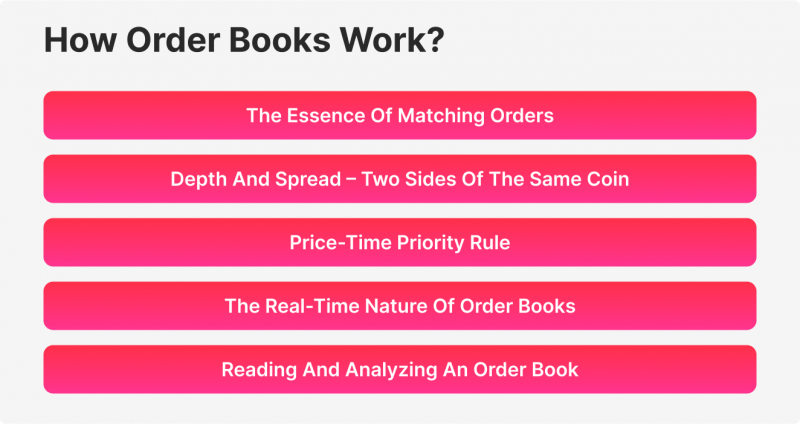 How Order Books Work?
The Essence Of Matching Orders
Depth And Spread – Two Sides Of The Same Coin
Price-Time Priority Rule
The Real-Time Nature Of Order Books
Reading And Analyzing An Order Book